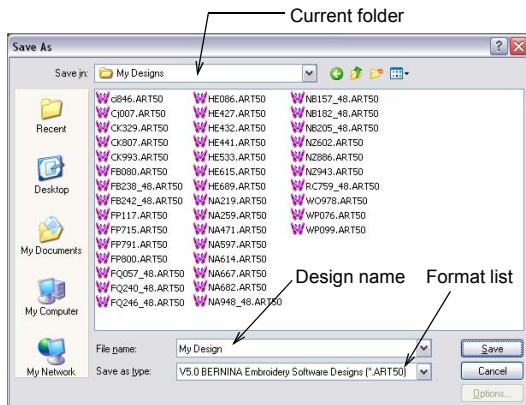 Current folder
Save As
Save in:
My Designs
Recent
Desktop
My Documents
My Computer
My Network
ci846.ART50
Cj007.ART50
CK329.ART50
CK807.ART50
CK993.ART50
FB080.ART50
FB238_48.ART50
FB242_48.ART50
FP117.ART50
FP715.ART50
FP791.ART50
FP800.ART50
FQ057_48.ART50
FQ240_48.ART50
FQ246_48.ART50
HE086.ART50
HE427.ART50
HE432.ART50
HE441.ART50
HE533.ART50
HE615.ART50
HE689.ART50
NA219.ART50
NA259.ART50
NA471.ART50
NA597.ART50
NA614.ART50
NA667.ART50
NA682.ART50
NA948_48.ART50
NB157_48.ART50
NB182_48.ART50
NB205_48.ART50
NZ602.ART50
NZ886.ART50
NZ943.ART50
RC759_48.ART50
WO978.ART50
WP076.ART50
WP099.ART50
Design name
Format list
File name:
My Design
Save
Save as type:
V5.0 BERNINA Embroidery Software Designs (*.ART50)
Cancel
Options...